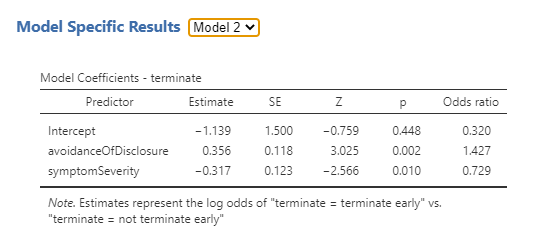 Model Specific Results Model 2
Model Coefficients - terminate
Predictor Estimate SE Z p Odds ratio
Intercept −1.139 1.500 −0.759 0.448 0.320
avoidanceOfDisclosure 0.356 0.118 3.025 0.002 1.427
symptomSeverity −0.317 0.123 −2.566 0.010 0.729
Note. Estimates represent the log odds of "terminate = terminate early" vs.
"terminate = not terminate early"